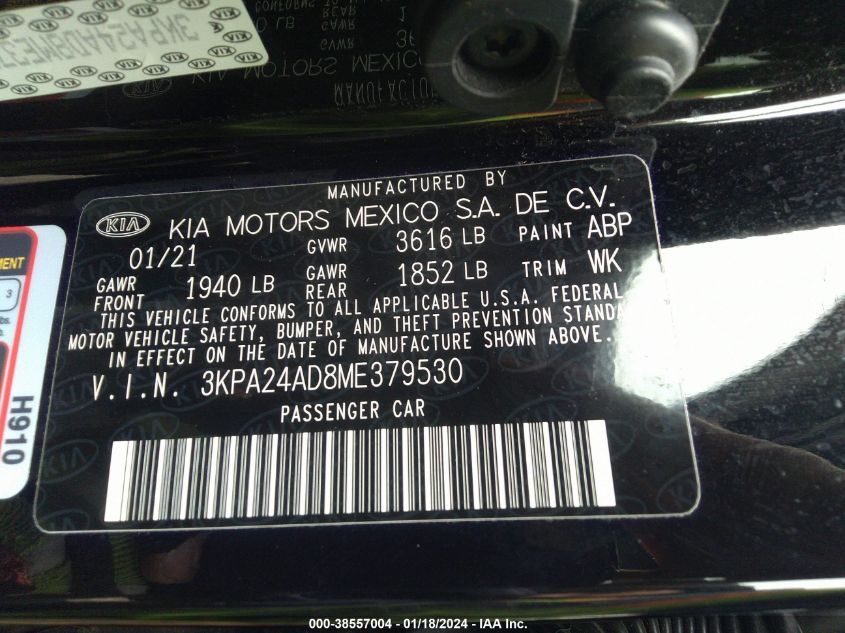 MANUFACTURED BY
KIA KIA MOTORS MEXICO S.A. DE C.V.
01/21 GVWR 3616 LB PAINT ABP
GAWR FRONT 1940 LB GAWR REAR 1852 LB TRIM WK
THIS VEHICLE CONFORMS TO ALL APPLICABLE U.S.A. FEDERAL
MOTOR VEHICLE SAFETY, BUMPER, AND THEFT PREVENTION STANDA
IN EFFECT ON THE DATE OF MANUFACTURE SHOWN ABOVE.
V.I.N. 3KPA24AD8ME379530
PASSENGER CAR
MENT
3
H910
000-38557004 - 01/18/2024 - IAA Inc.